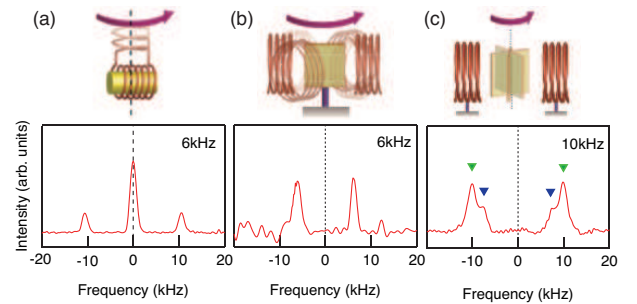 (a)
(b)
(c)
6kHz
6kHz
10kHz
Intensity (arb. units)
-20 -10 0 10 20
-20 -10 0 10 20
-20 -10 0 10 20
Frequency (kHz)
Frequency (kHz)
Frequency (kHz)